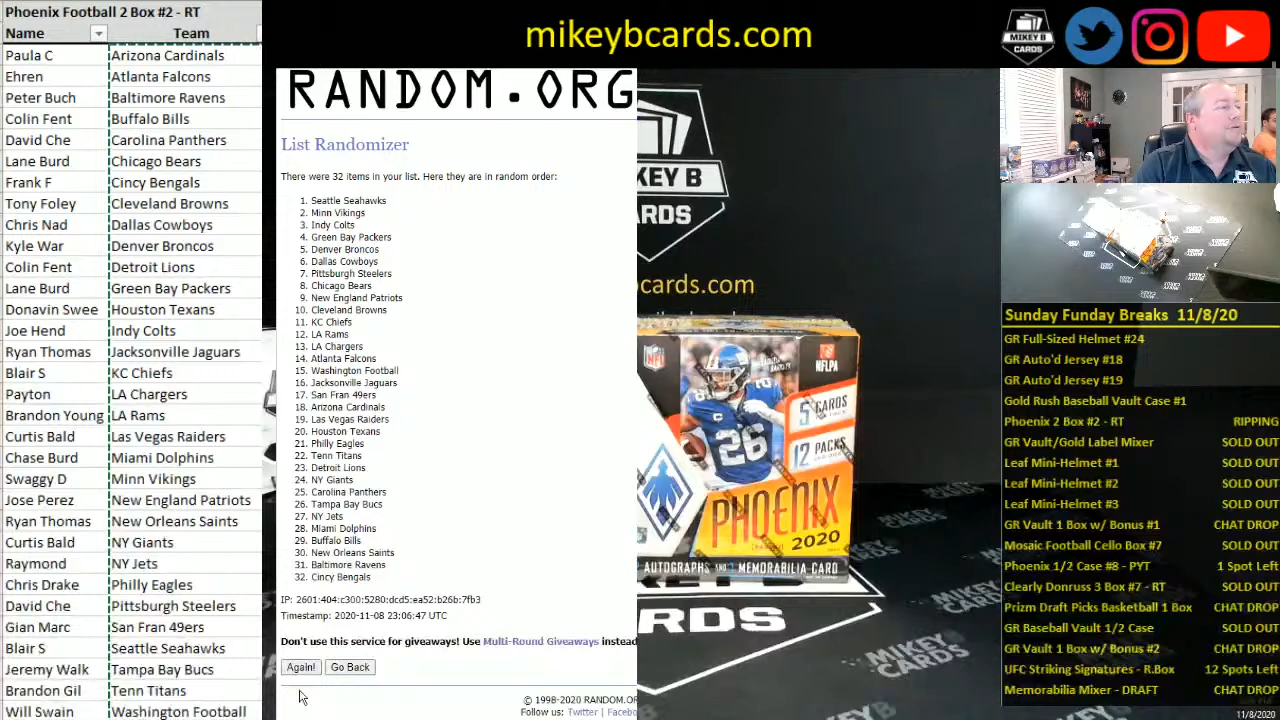 Phoenix Football 2 Box #2 - RT
Name Team
Paula C Arizona Cardinals
Ehren Atlanta Falcons
Peter Buch Baltimore Ravens
Colin Fent Buffalo Bills
David Che Carolina Panthers
Lane Burd Chicago Bears
Frank F Cincy Bengals
Tony Foley Cleveland Browns
Chris Nad Dallas Cowboys
Kyle War Denver Broncos
Colin Fent Detroit Lions
Lane Burd Green Bay Packers
Donavin Swee Houston Texans
Joe Hend Indy Colts
Ryan Thomas Jacksonville Jaguars
Blair S KC Chiefs
Payton LA Chargers
Brandon Young LA Rams
Curtis Bald Las Vegas Raiders
Chase Burd Miami Dolphins
Swaggy D Minn Vikings
Jose Perez New England Patriots
Ryan Thomas New Orleans Saints
Curtis Bald NY Giants
Raymond NY Jets
Chris Drake Philly Eagles
David Che Pittsburgh Steelers
Gian Marc San Fran 49ers
Blair S Seattle Seahawks
Jeremy Walk Tampa Bay Bucs
Brandon Gil Tenn Titans
Will Swain Washington Football
mikeybcards.com
RANDOM.ORG
List Randomizer
There were 32 items in your list. Here they are in random order:
1. Seattle Seahawks
2. Minn Vikings
3. Indy Colts
4. Green Bay Packers
5. Denver Broncos
6. Dallas Cowboys
7. Pittsburgh Steelers
8. Chicago Bears
9. New England Patriots
10. Cleveland Browns
11. KC Chiefs
12. LA Rams
13. LA Chargers
14. Atlanta Falcons
15. Washington Football
16. Jacksonville Jaguars
17. San Fran 49ers
18. Arizona Cardinals
19. Las Vegas Raiders
20. Houston Texans
21. Philly Eagles
22. Tenn Titans
23. Detroit Lions
24. NY Giants
25. Carolina Panthers
26. Tampa Bay Bucs
27. NY Jets
28. Miami Dolphins
29. Buffalo Bills
30. New Orleans Saints
31. Baltimore Ravens
32. Cincy Bengals
IP: 2601:404:c300:5280:dcd5:ea52:b26b:7fb3
Timestamp: 2020-11-08 23:06:47 UTC
Don't use this service for giveaways! Use Multi-Round Giveaways instead
Again! Go Back
© 1998-2020 RANDOM.OR
Follow us: Twitter | Facebo
KEY B
ARDS
cards.com
NFL
NFLPA
5 CARDS
12 PACKS
26
PHOENIX
2020
AUTOGRAPHS AND 1 MEMORABILIA CARD
RDS
MIKEY B
CARDS
MIKEY B
CARDS
Sunday Funday Breaks 11/8/20
GR Full-Sized Helmet #24
GR Auto'd Jersey #18
GR Auto'd Jersey #19
Gold Rush Baseball Vault Case #1
Phoenix 2 Box #2 - RT RIPPING
GR Vault/Gold Label Mixer SOLD OUT
Leaf Mini-Helmet #1 SOLD OUT
Leaf Mini-Helmet #2 SOLD OUT
Leaf Mini-Helmet #3 SOLD OUT
GR Vault 1 Box w/ Bonus #1 CHAT DROP
Mosaic Football Cello Box #7 SOLD OUT
Phoenix 1/2 Case #8 - PYT 1 Spot Left
Clearly Donruss 3 Box #7 - RT SOLD OUT
Prizm Draft Picks Basketball 1 Box CHAT DROP
GR Baseball Vault 1/2 Case SOLD OUT
GR Vault 1 Box w/ Bonus #2 CHAT DROP
UFC Striking Signatures - R.Box 12 Spots Left
Memorabilia Mixer - DRAFT CHAT DROP
11/8/2020